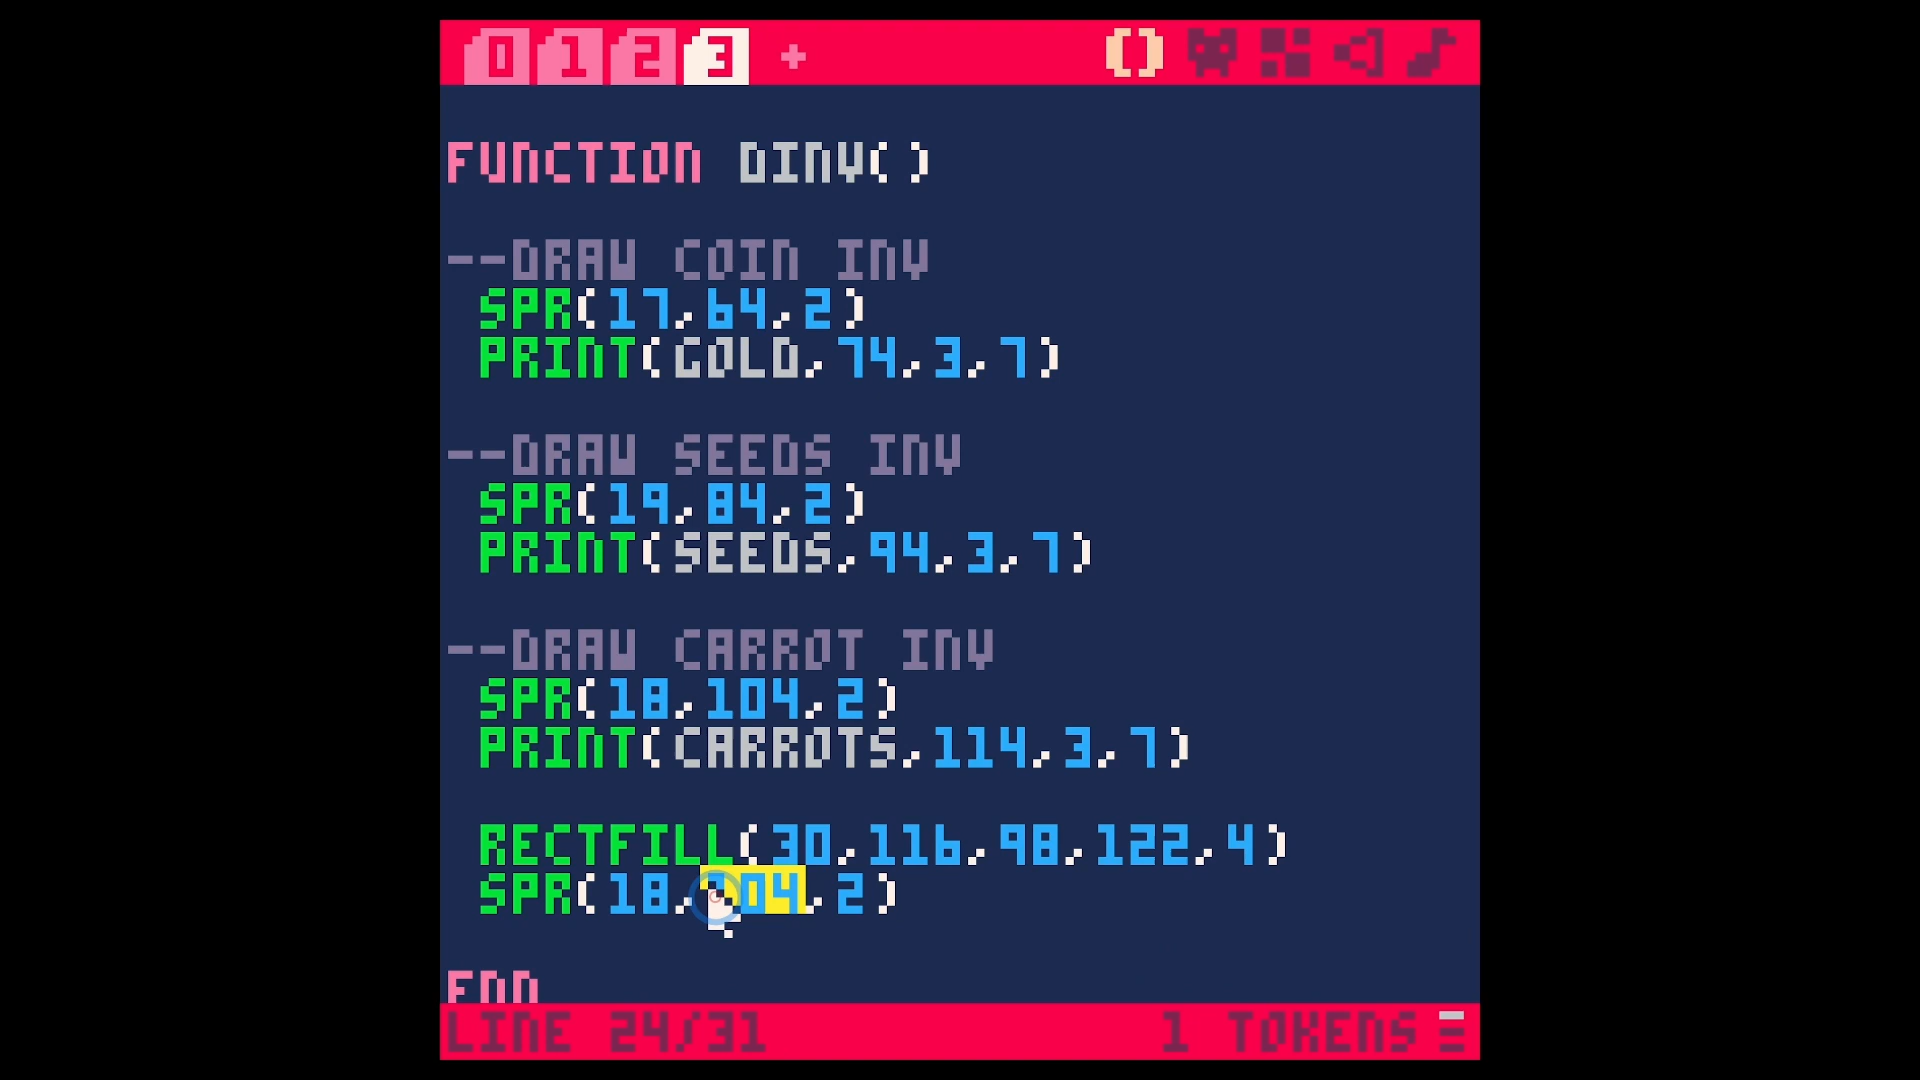 0 1 2 3 +
FUNCTION DINV()
--DRAW COIN INV
SPR(17,64,2)
PRINT(GOLD,74,3,7)
--DRAW SEEDS INV
SPR(19,84,2)
PRINT(SEEDS,94,3,7)
--DRAW CARROT INV
SPR(18,104,2)
PRINT(CARROTS,114,3,7)
RECTFILL(30,116,98,122,4)
SPR(18,104,2)
END
LINE 24/31 1 TOKENS